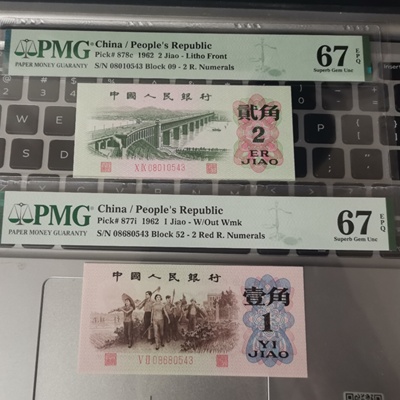 PMG
PAPER MONEY GUARANTY
China / People's Republic
Pick# 878c 1962 2 Jiao - Litho Front
S/N 08010543 Block 09 - 2 R. Numerals
67 EPQ
Superb Gem Unc
中國人民銀行
貳角
2
ER
JIAO
08010543
PMG
PAPER MONEY GUARANTY
China / People's Republic
Pick# 877i 1962 1 Jiao - W/Out Wmk
S/N 08680543 Block 52 - 2 Red R. Numerals
67 EPQ
Superb Gem Unc
中國人民銀行
壹角
1
YI
JIAO
VII 08680543